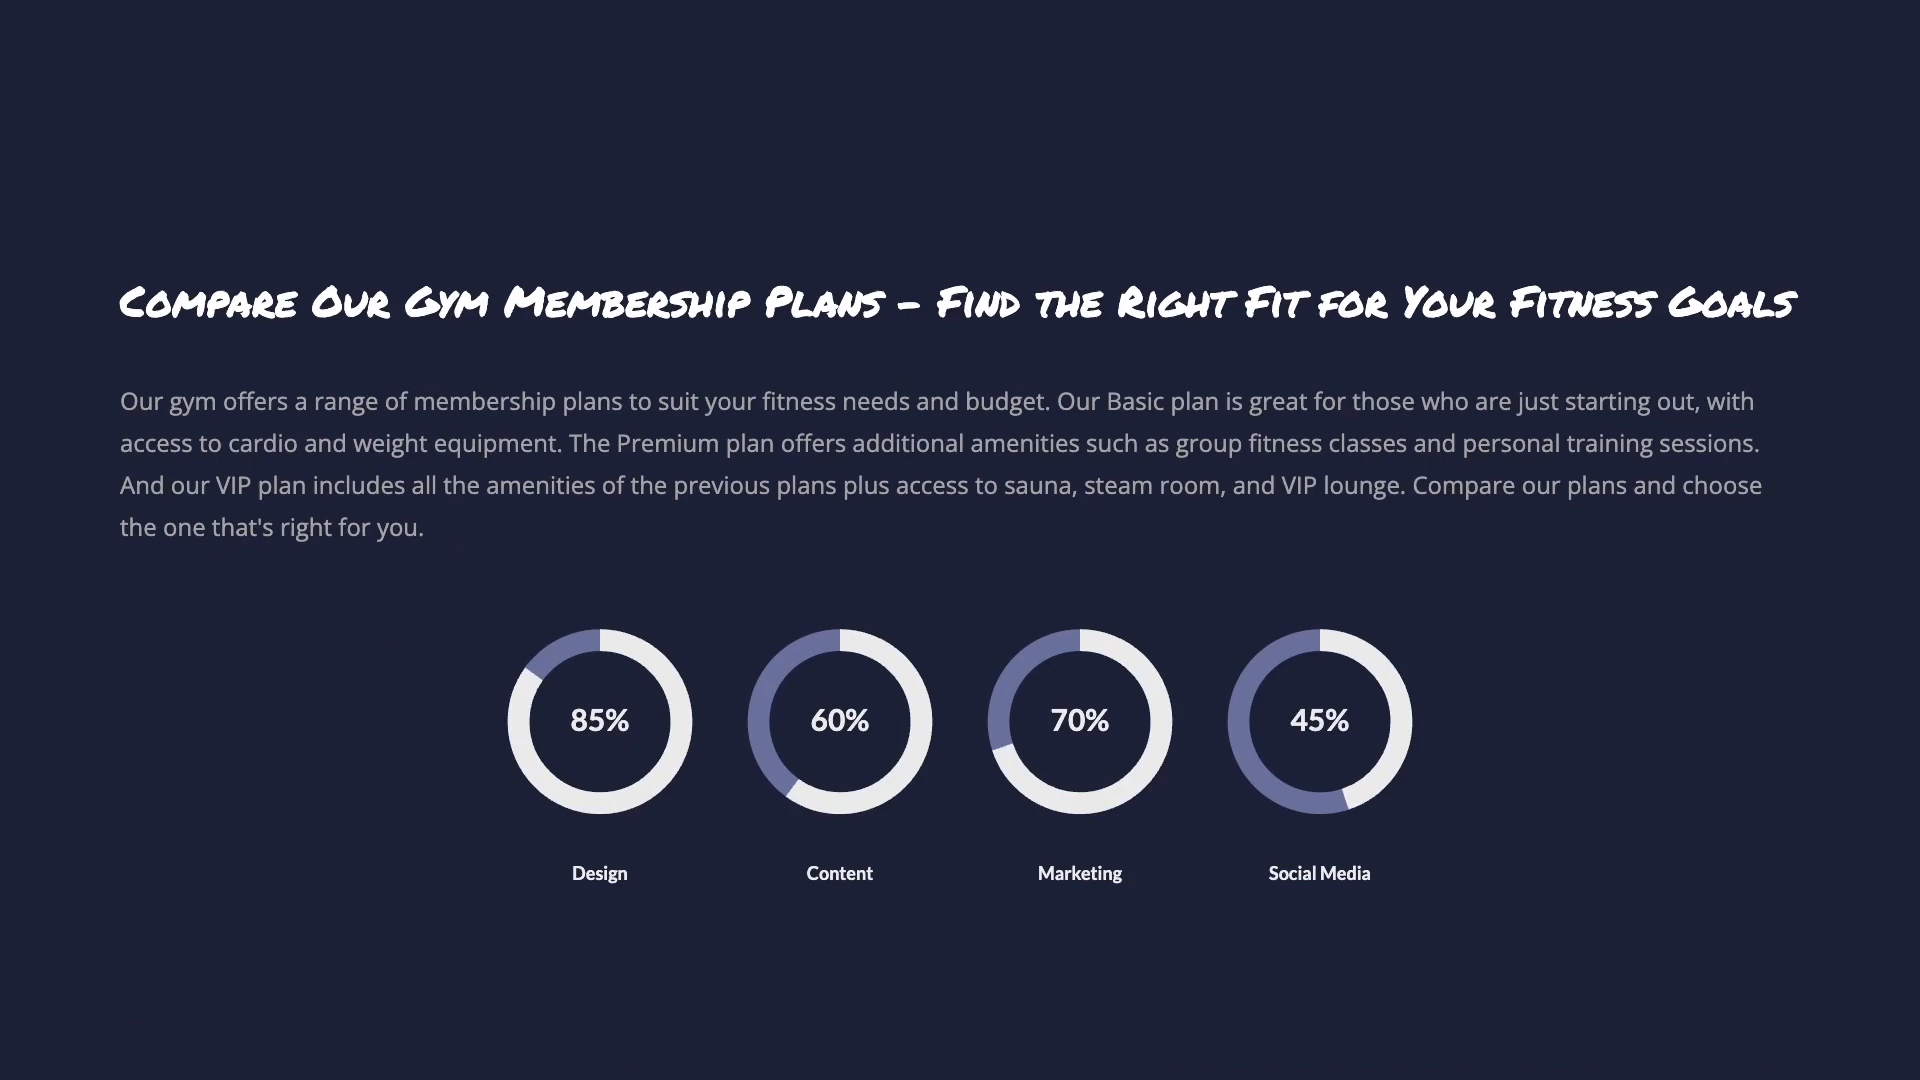 Compare Our Gym Membership Plans – Find the Right Fit for Your Fitness Goals
Our gym offers a range of membership plans to suit your fitness needs and budget. Our Basic plan is great for those who are just starting out, with
access to cardio and weight equipment. The Premium plan offers additional amenities such as group fitness classes and personal training sessions.
And our VIP plan includes all the amenities of the previous plans plus access to sauna, steam room, and VIP lounge. Compare our plans and choose
the one that's right for you.
85% 60% 70% 45%
Design Content Marketing Social Media